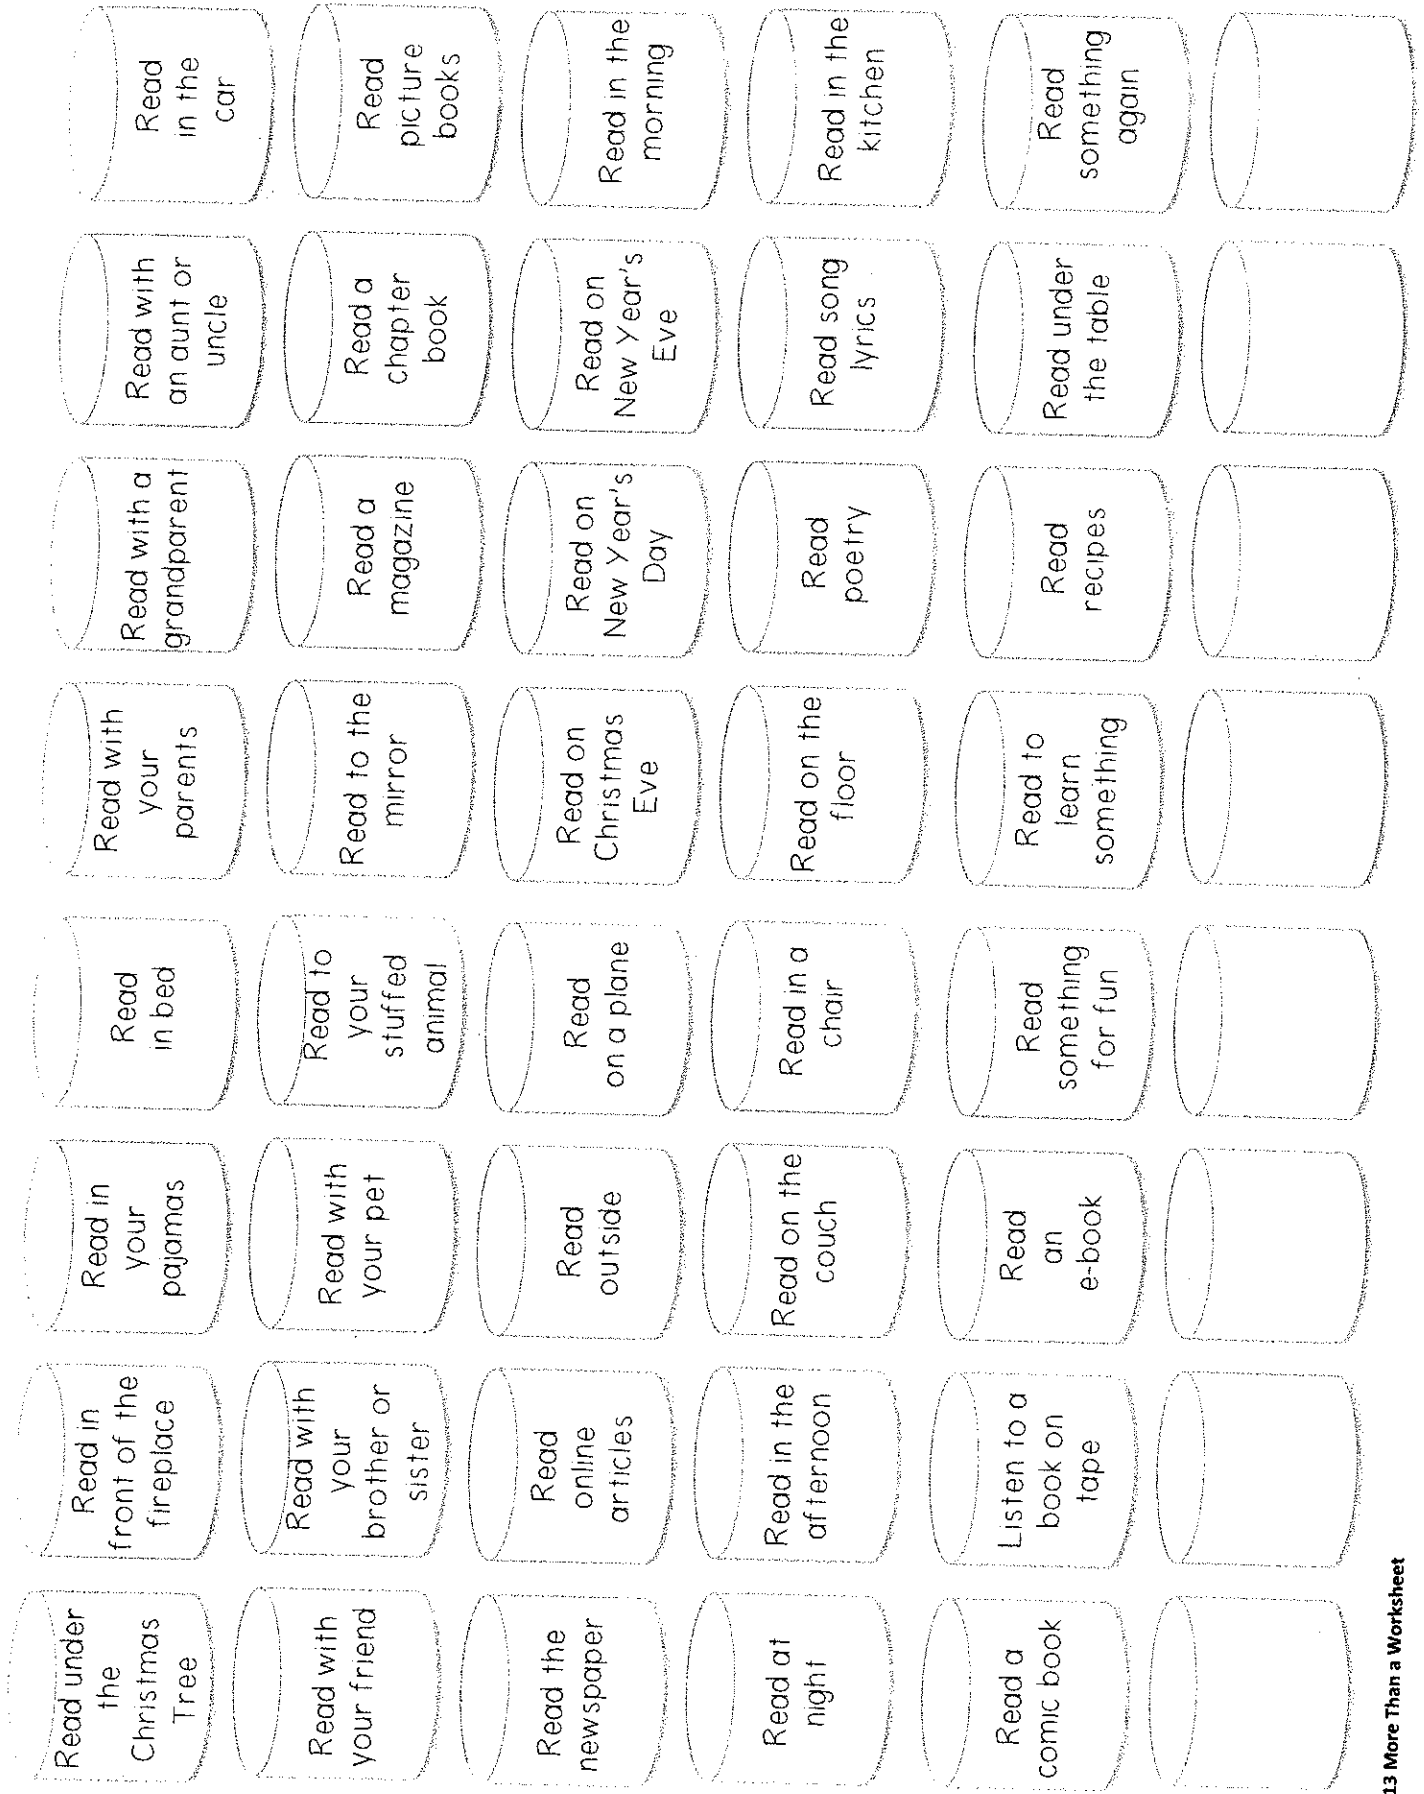 Read under
the
Christmas
Tree
Read in
front of the
fireplace
Read in
your
pajamas
Read
in bed
Read with
your
parents
Read with a
grandparent
Read with
an aunt or
uncle
Read
in the
car
Read with
your friend
Read with
your
brother or
sister
Read with
your pet
Read to
your
stuffed
animal
Read to the
mirror
Read a
magazine
Read a
chapter
book
Read
picture
books
Read the
newspaper
Read
online
articles
Read
outside
Read
on a plane
Read on
Christmas
Eve
Read on
New Year's
Day
Read on
New Year's
Eve
Read in the
morning
Read at
night
Read in the
afternoon
Read on the
couch
Read in a
chair
Read on the
floor
Read
poetry
Read song
lyrics
Read in the
kitchen
Read a
comic book
Listen to a
book on
tape
Read
an
e-book
Read
something
for fun
Read to
learn
something
Read
recipes
Read under
the table
Read
something
again
13 More Than a Worksheet